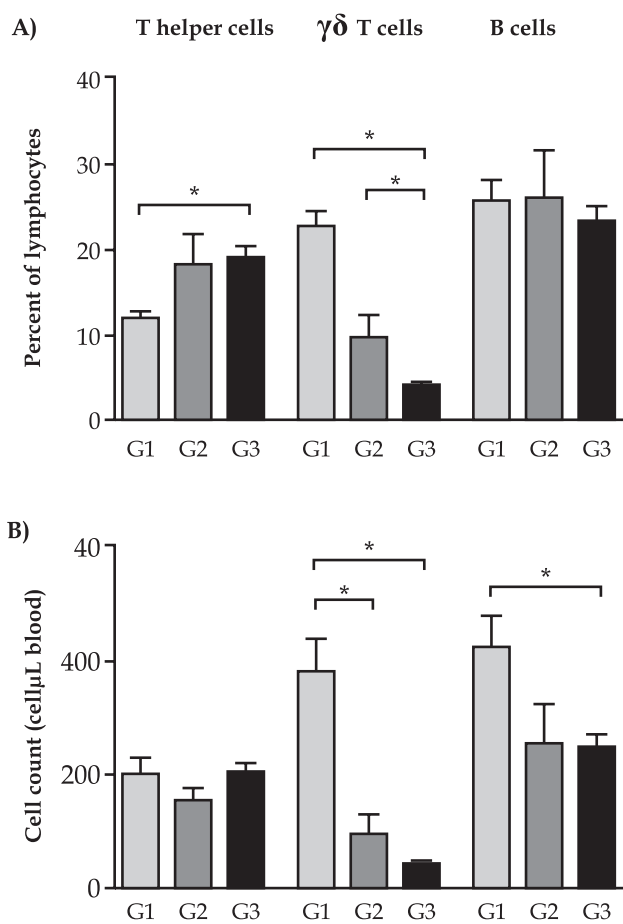 A) T helper cells γδ T cells B cells
Percent of lymphocytes
40
30
20
10
0
* * *
G1 G2 G3 G1 G2 G3 G1 G2 G3
B)
Cell count (cellμL blood)
40
400
200
0
* * *
G1 G2 G3 G1 G2 G3 G1 G2 G3